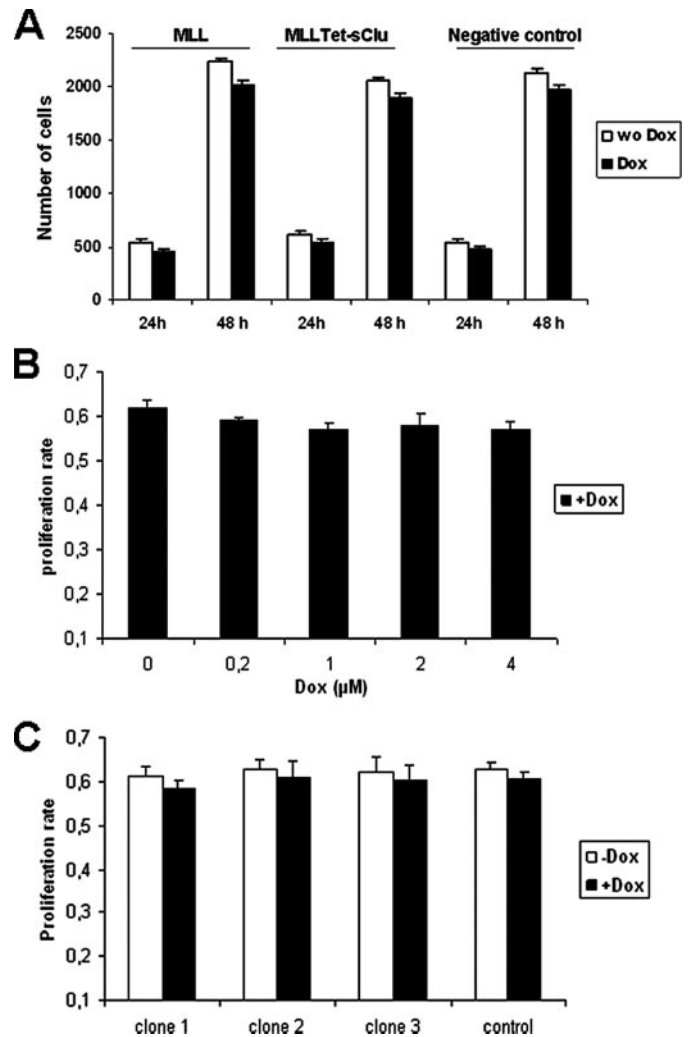 A
MLL MLLTet-sClu Negative control
2500
2000
1500
1000
500
0
Number of cells
24h 48 h 24h 48 h 24h 48 h
wo Dox
Dox
B
0,7
0,6
0,5
0,4
0,3
0,2
0,1
proliferation rate
0 0,2 1 2 4
Dox (µM)
+Dox
C
0,7
0,6
0,5
0,4
0,3
0,2
0,1
Proliferation rate
clone 1 clone 2 clone 3 control
-Dox
+Dox